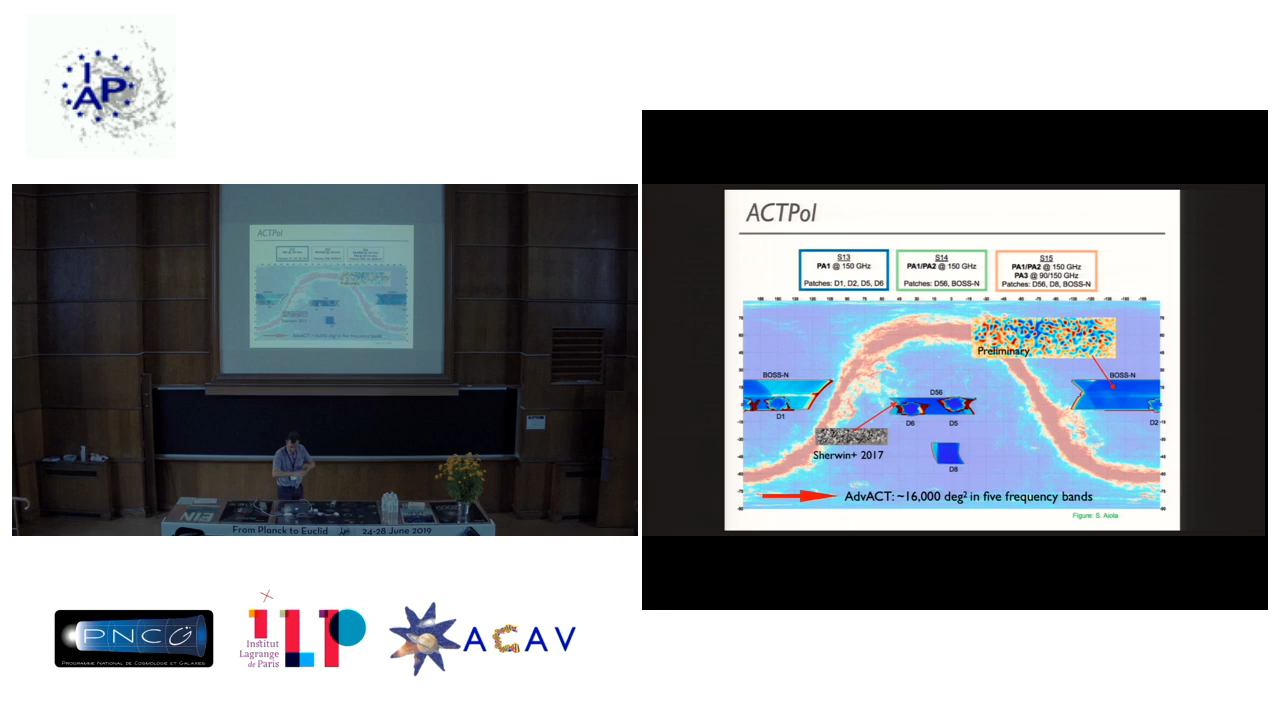 IAP
ACTPol
S13
PA1 @ 150 GHz
Patches: D1, D2, D5, D6
S14
PA1/PA2 @ 150 GHz
Patches: D56, BOSS-N
S15
PA1/PA2 @ 150 GHz
PA3 @ 90/150 GHz
Patches: D56, D8, BOSS-N
Preliminary
BOSS-N
BOSS-N
D56
D1
D6
D5
D2
Sherwin+ 2017
D8
AdvACT: ~16,000 deg² in five frequency bands
Figure: S. Aiola
ACTPol
From Planck to Euclid
24-28 June 2019
PNCG
PROGRAMME NATIONAL DE COSMOLOGIE ET GALAXIES
ILP
Institut
Lagrange
de Paris
ACAV